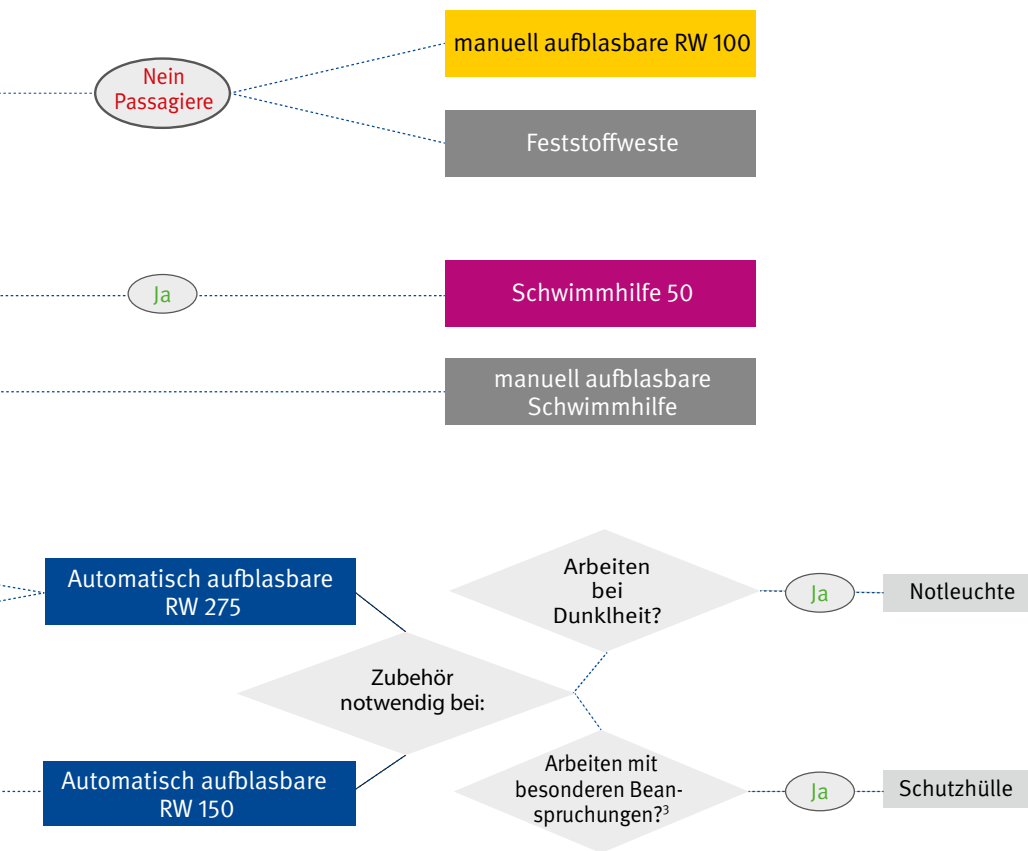 manuell aufblasbare RW 100
Nein
Passagiere
Feststoffweste
Ja
Schwimmhilfe 50
manuell aufblasbare
Schwimmhilfe
Automatisch aufblasbare
RW 275
Arbeiten
bei
Dunklheit?
Ja
Notleuchte
Zubehör
notwendig bei:
Automatisch aufblasbare
RW 150
Arbeiten mit
besonderen Bean-
spruchungen?³
Ja
Schutzhülle